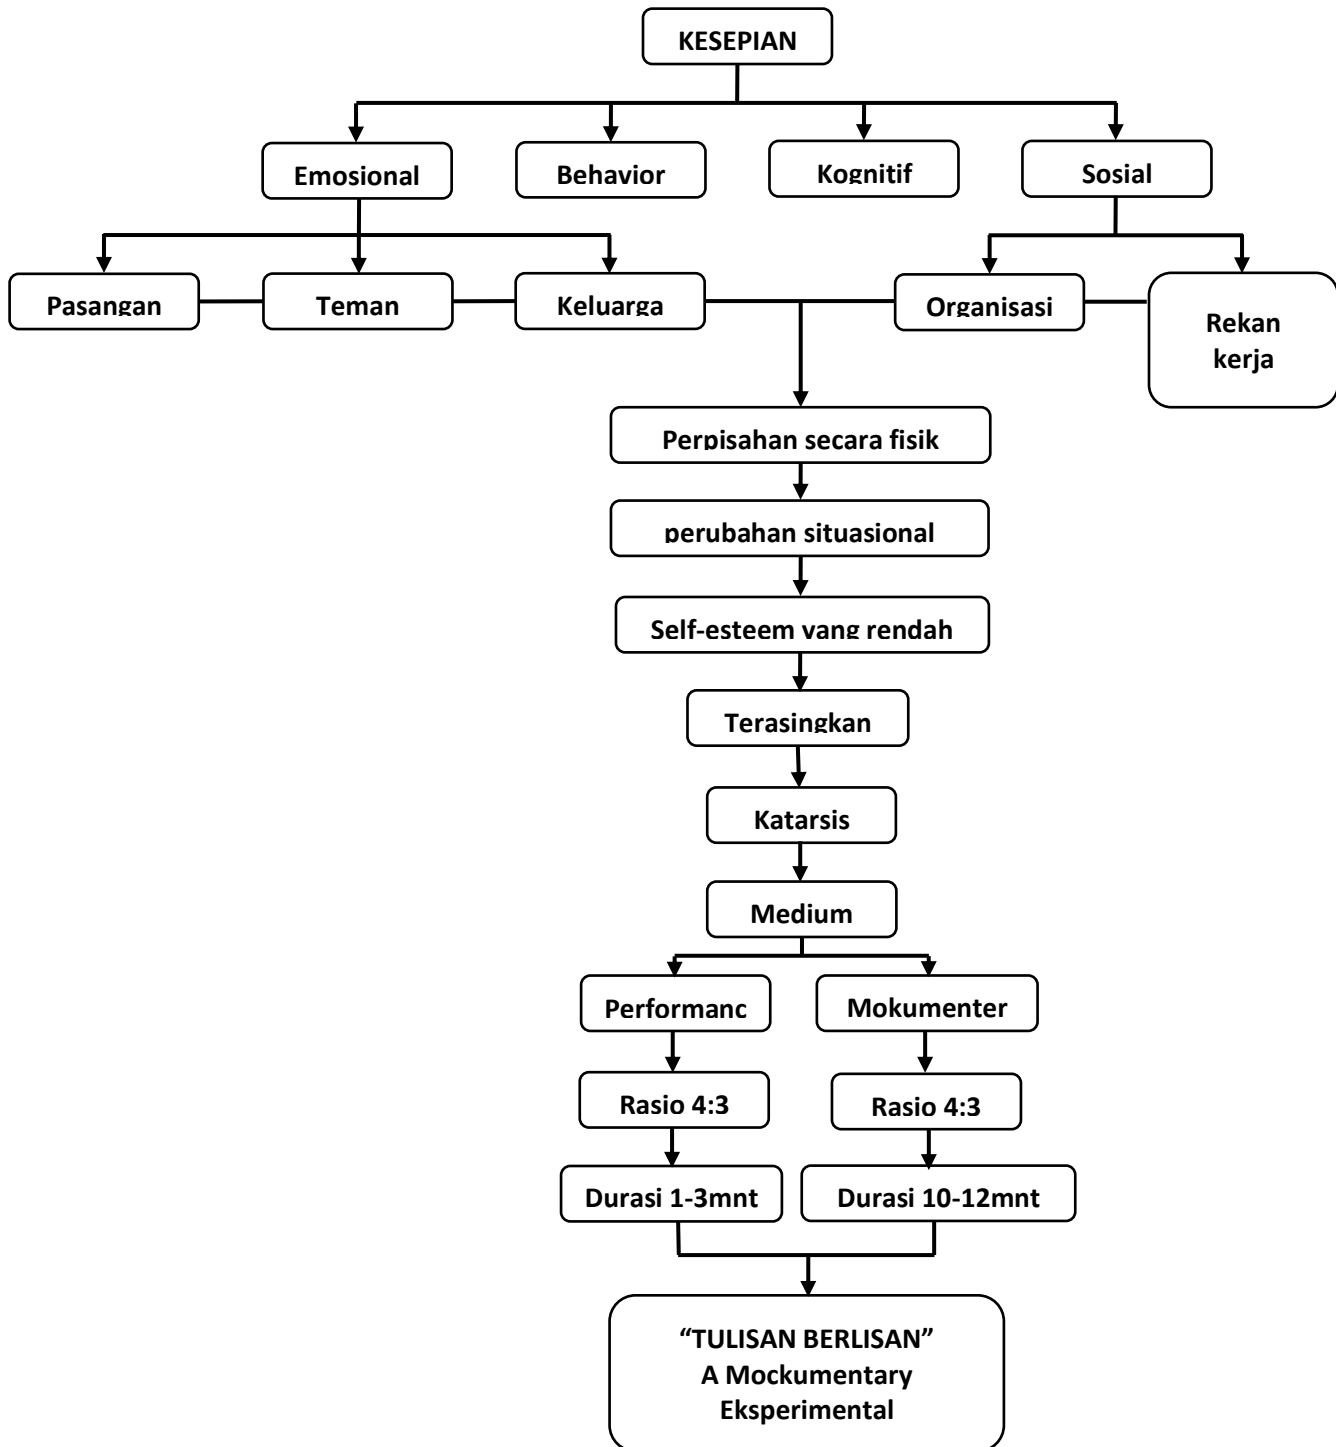 KESEPIAN
Emosional
Behavior
Kognitif
Sosial
Pasangan
Teman
Keluarga
Organisasi
Rekan
kerja
Perpisahan secara fisik
perubahan situasional
Self-esteem yang rendah
Terasingkan
Katarsis
Medium
Performanc
Mokumenter
Rasio 4:3
Rasio 4:3
Durasi 1-3mnt
Durasi 10-12mnt
“TULISAN BERLISAN”
A Mockumentary
Eksperimental